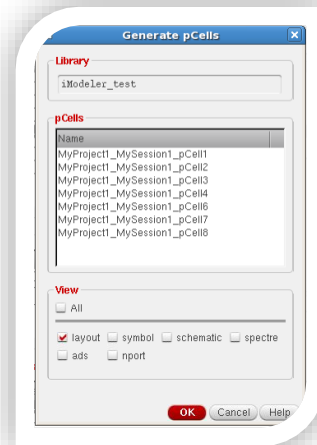 Generate pCells
Library
iModeler_test
pCells
Name
MyProject1_MySession1_pCell1
MyProject1_MySession1_pCell2
MyProject1_MySession1_pCell3
MyProject1_MySession1_pCell4
MyProject1_MySession1_pCell6
MyProject1_MySession1_pCell7
MyProject1_MySession1_pCell8
View
All
layout symbol schematic spectre
ads nport
OK Cancel Help